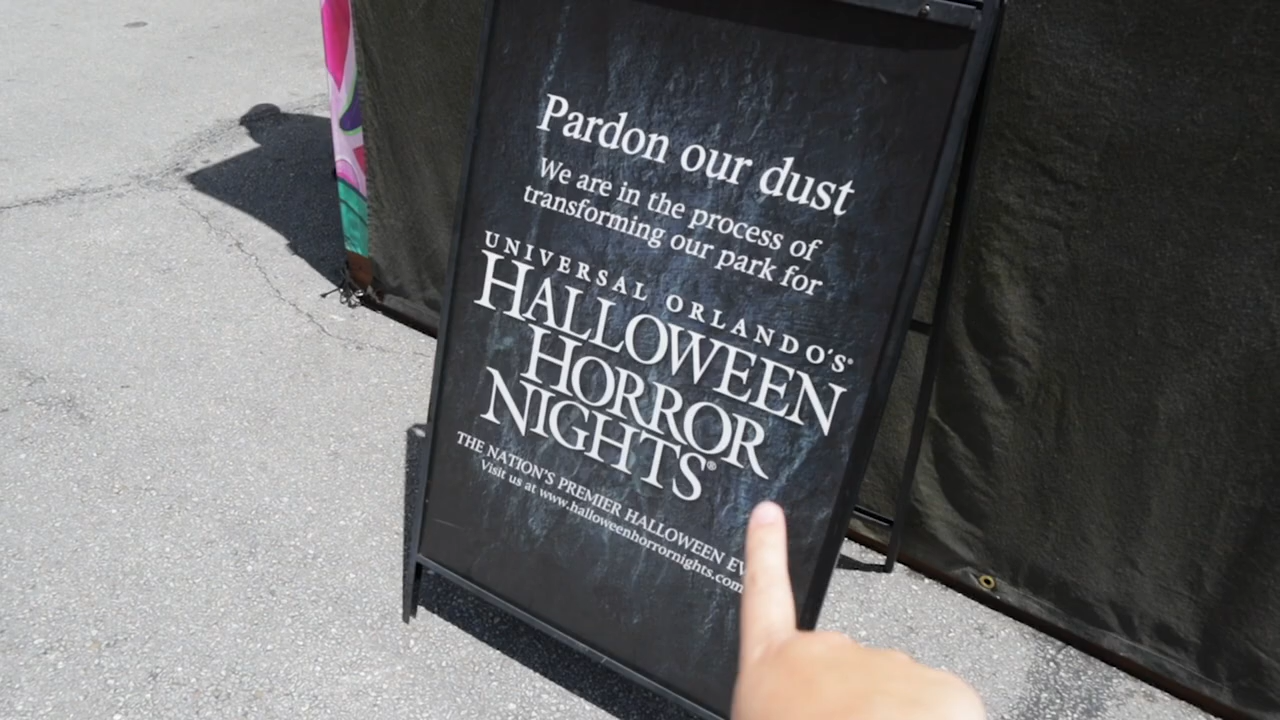 Pardon our dust
We are in the process of
transforming our park for
UNIVERSAL ORLANDO'S®
HALLOWEEN
HORROR
NIGHTS®
THE NATION'S PREMIER HALLOWEEN
Visit us at www.halloweenhorrornights.com